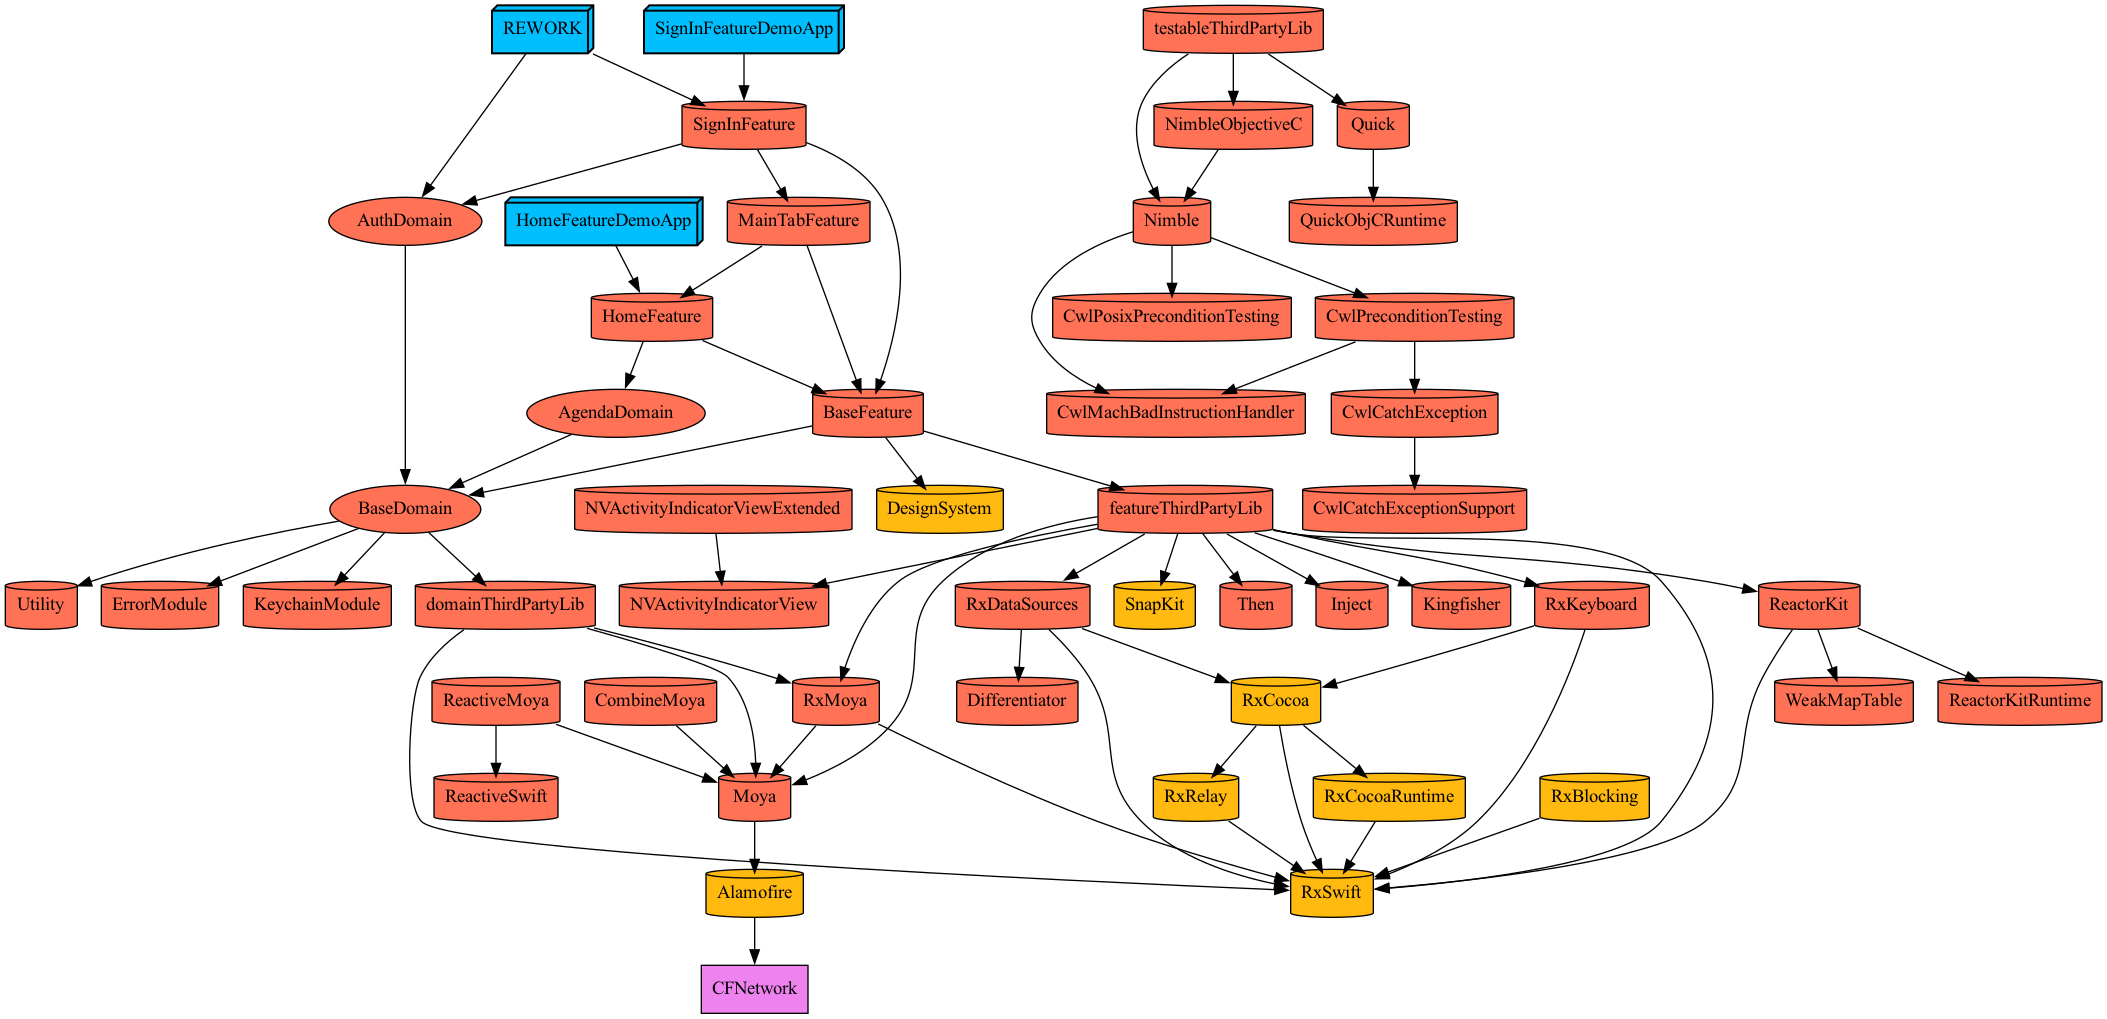 REWORK
SignInFeatureDemoApp
testableThirdPartyLib
SignInFeature
NimbleObjectiveC
Quick
AuthDomain
HomeFeatureDemoApp
MainTabFeature
Nimble
QuickObjCRuntime
HomeFeature
CwlPosixPreconditionTesting
CwlPreconditionTesting
AgendaDomain
BaseFeature
CwlMachBadInstructionHandler
CwlCatchException
BaseDomain
NVActivityIndicatorViewExtended
DesignSystem
featureThirdPartyLib
CwlCatchExceptionSupport
Utility
ErrorModule
KeychainModule
domainThirdPartyLib
NVActivityIndicatorView
RxDataSources
SnapKit
Then
Inject
Kingfisher
RxKeyboard
ReactorKit
ReactiveMoya
CombineMoya
RxMoya
Differentiator
RxCocoa
WeakMapTable
ReactorKitRuntime
ReactiveSwift
Moya
RxRelay
RxCocoaRuntime
RxBlocking
Alamofire
RxSwift
CFNetwork